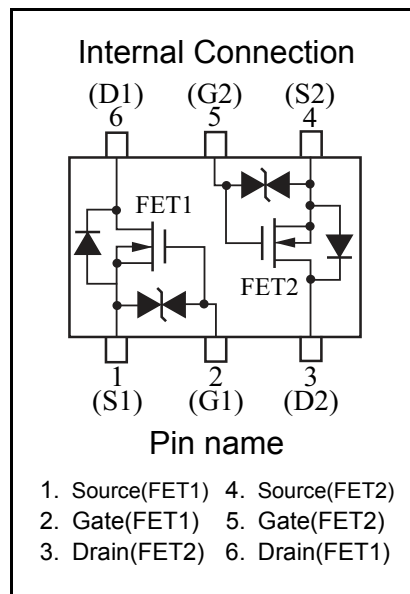 Internal Connection
(D1) (G2) (S2)
6 5 4
FET1
FET2
1 2 3
(S1) (G1) (D2)
Pin name
1. Source(FET1) 4. Source(FET2)
2. Gate(FET1) 5. Gate(FET2)
3. Drain(FET2) 6. Drain(FET1)